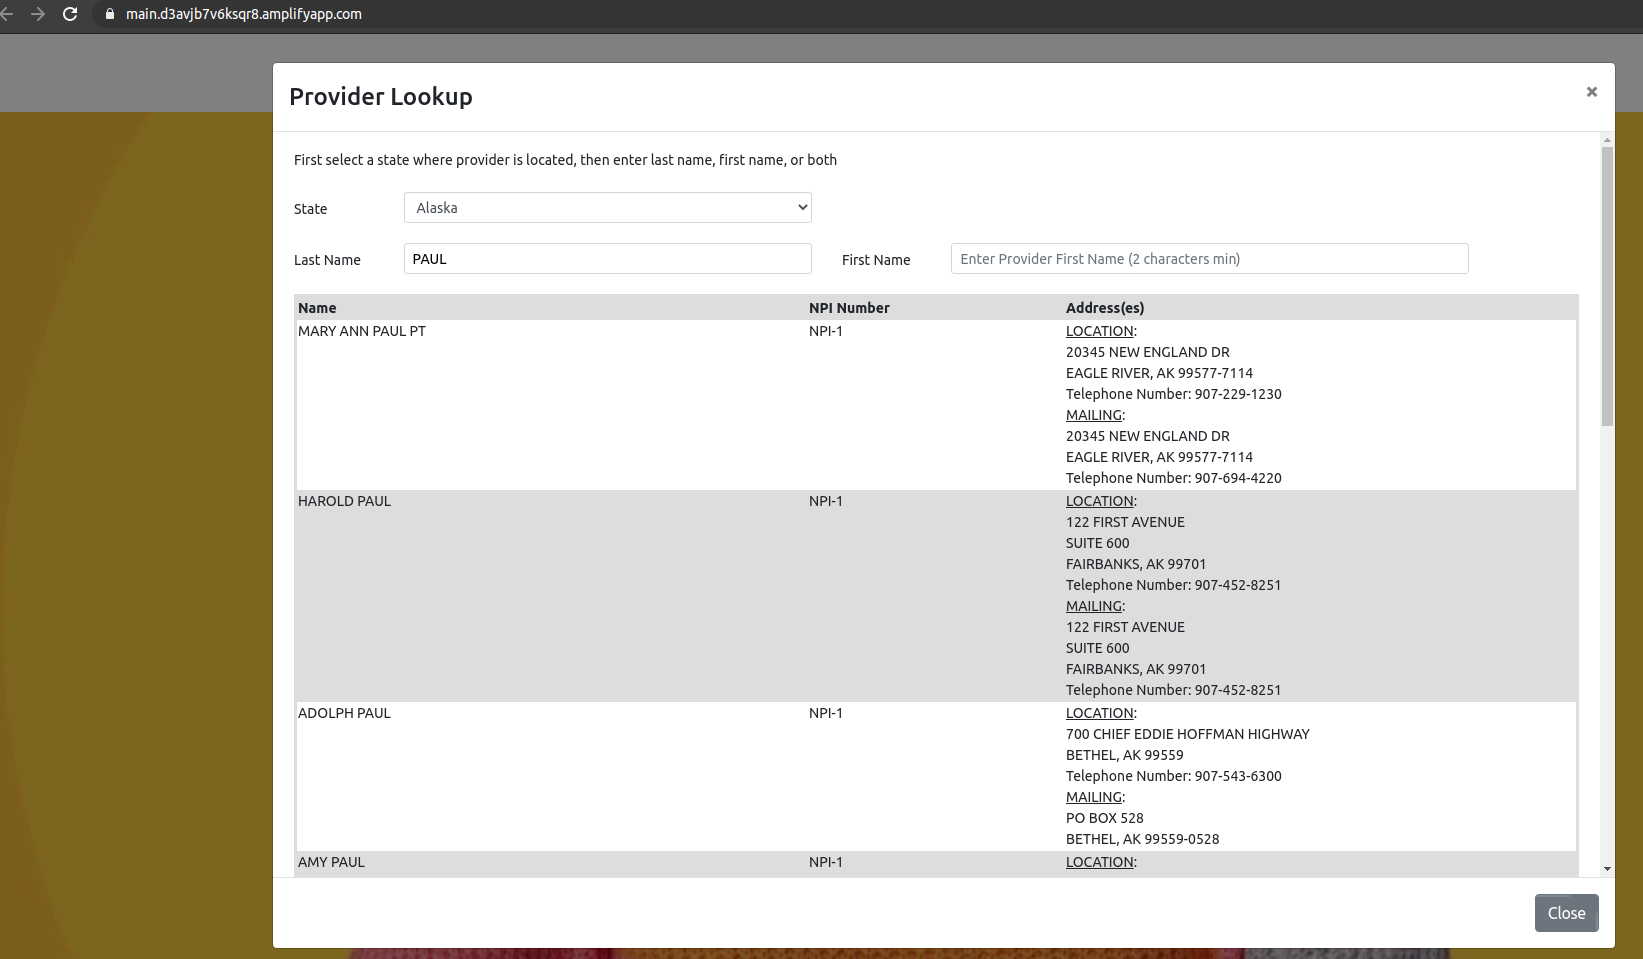 main.d3avjb7v6ksqr8.amplifyapp.com
Provider Lookup
×
First select a state where provider is located, then enter last name, first name, or both
State Alaska
Last Name PAUL First Name Enter Provider First Name (2 characters min)
Name NPI Number Address(es)
MARY ANN PAUL PT NPI-1 LOCATION:
20345 NEW ENGLAND DR
EAGLE RIVER, AK 99577-7114
Telephone Number: 907-229-1230
MAILING:
20345 NEW ENGLAND DR
EAGLE RIVER, AK 99577-7114
Telephone Number: 907-694-4220
HAROLD PAUL NPI-1 LOCATION:
122 FIRST AVENUE
SUITE 600
FAIRBANKS, AK 99701
Telephone Number: 907-452-8251
MAILING:
122 FIRST AVENUE
SUITE 600
FAIRBANKS, AK 99701
Telephone Number: 907-452-8251
ADOLPH PAUL NPI-1 LOCATION:
700 CHIEF EDDIE HOFFMAN HIGHWAY
BETHEL, AK 99559
Telephone Number: 907-543-6300
MAILING:
PO BOX 528
BETHEL, AK 99559-0528
AMY PAUL NPI-1 LOCATION:
Close